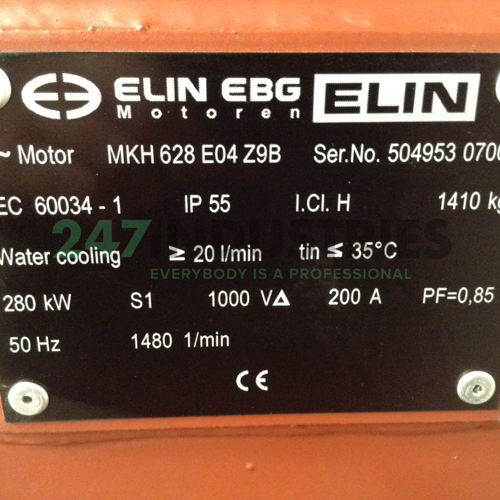 ELIN EBG ELIN
Motoren
~ Motor MKH 628 E04 Z9B Ser.No. 504953 0700
EC 60034 - 1 IP 55 I.Cl. H 1410 kg
247 INDUSTRIES
Water cooling ≥ 20 l/min tin ≤ 35°C
EVERYBODY IS A PROFESSIONAL
280 kW S1 1000 V∆ 200 A PF=0,85
50 Hz 1480 1/min
CE